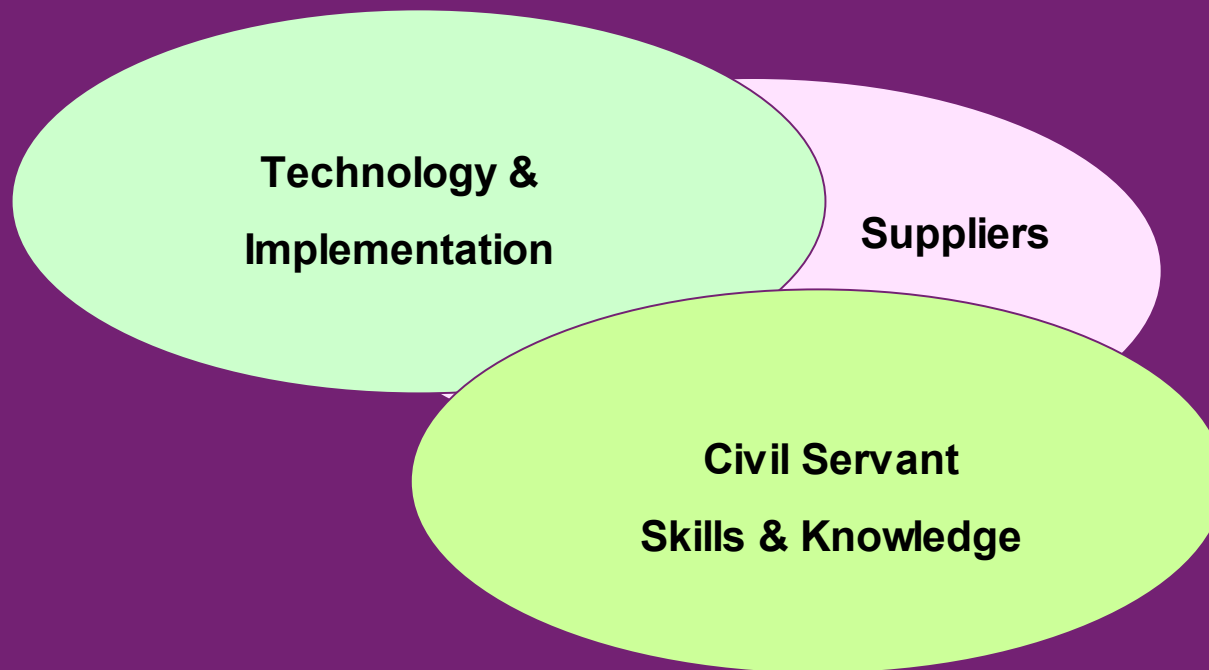 Technology &
Implementation
Suppliers
Civil Servant
Skills & Knowledge